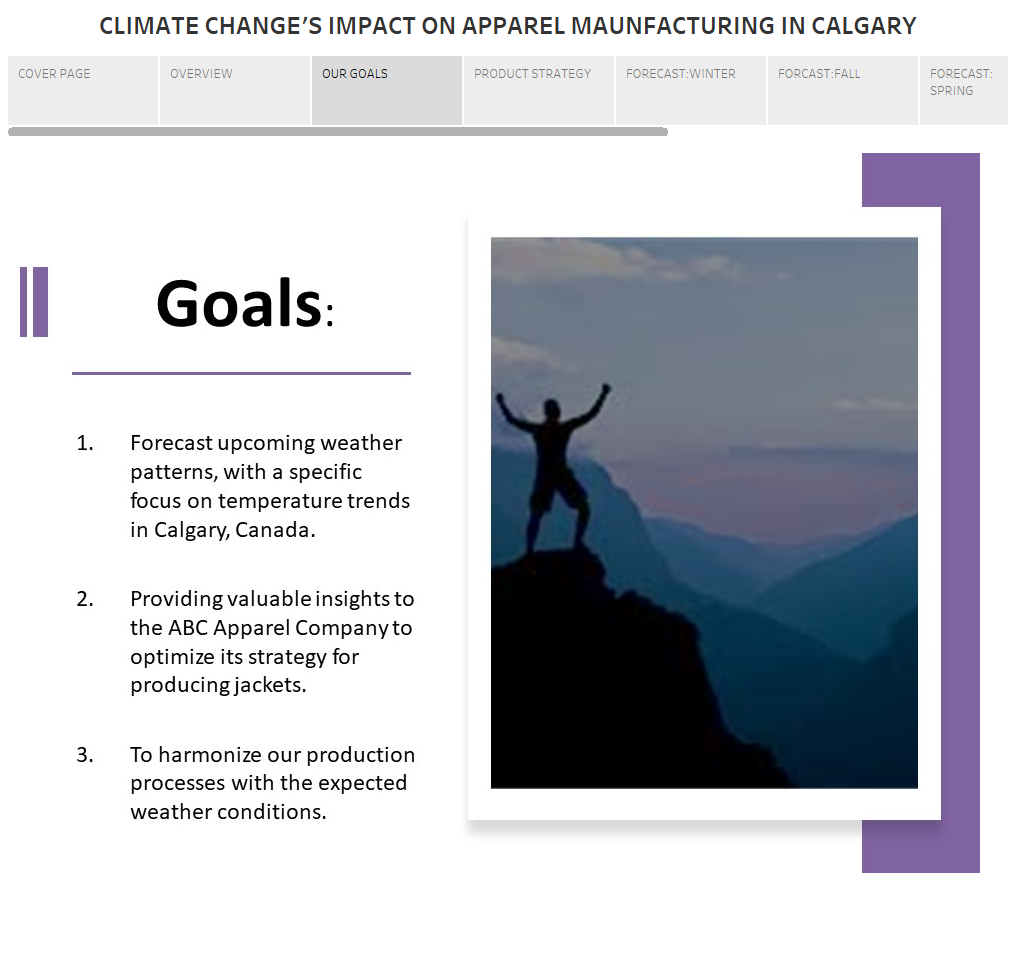 CLIMATE CHANGE’S IMPACT ON APPAREL MAUNFACTURING IN CALGARY
COVER PAGE
OVERVIEW
OUR GOALS
PRODUCT STRATEGY
FORECAST:WINTER
FORCAST:FALL
FORECAST:
SPRING
Goals:
1. Forecast upcoming weather
patterns, with a specific
focus on temperature trends
in Calgary, Canada.
2. Providing valuable insights to
the ABC Apparel Company to
optimize its strategy for
producing jackets.
3. To harmonize our production
processes with the expected
weather conditions.